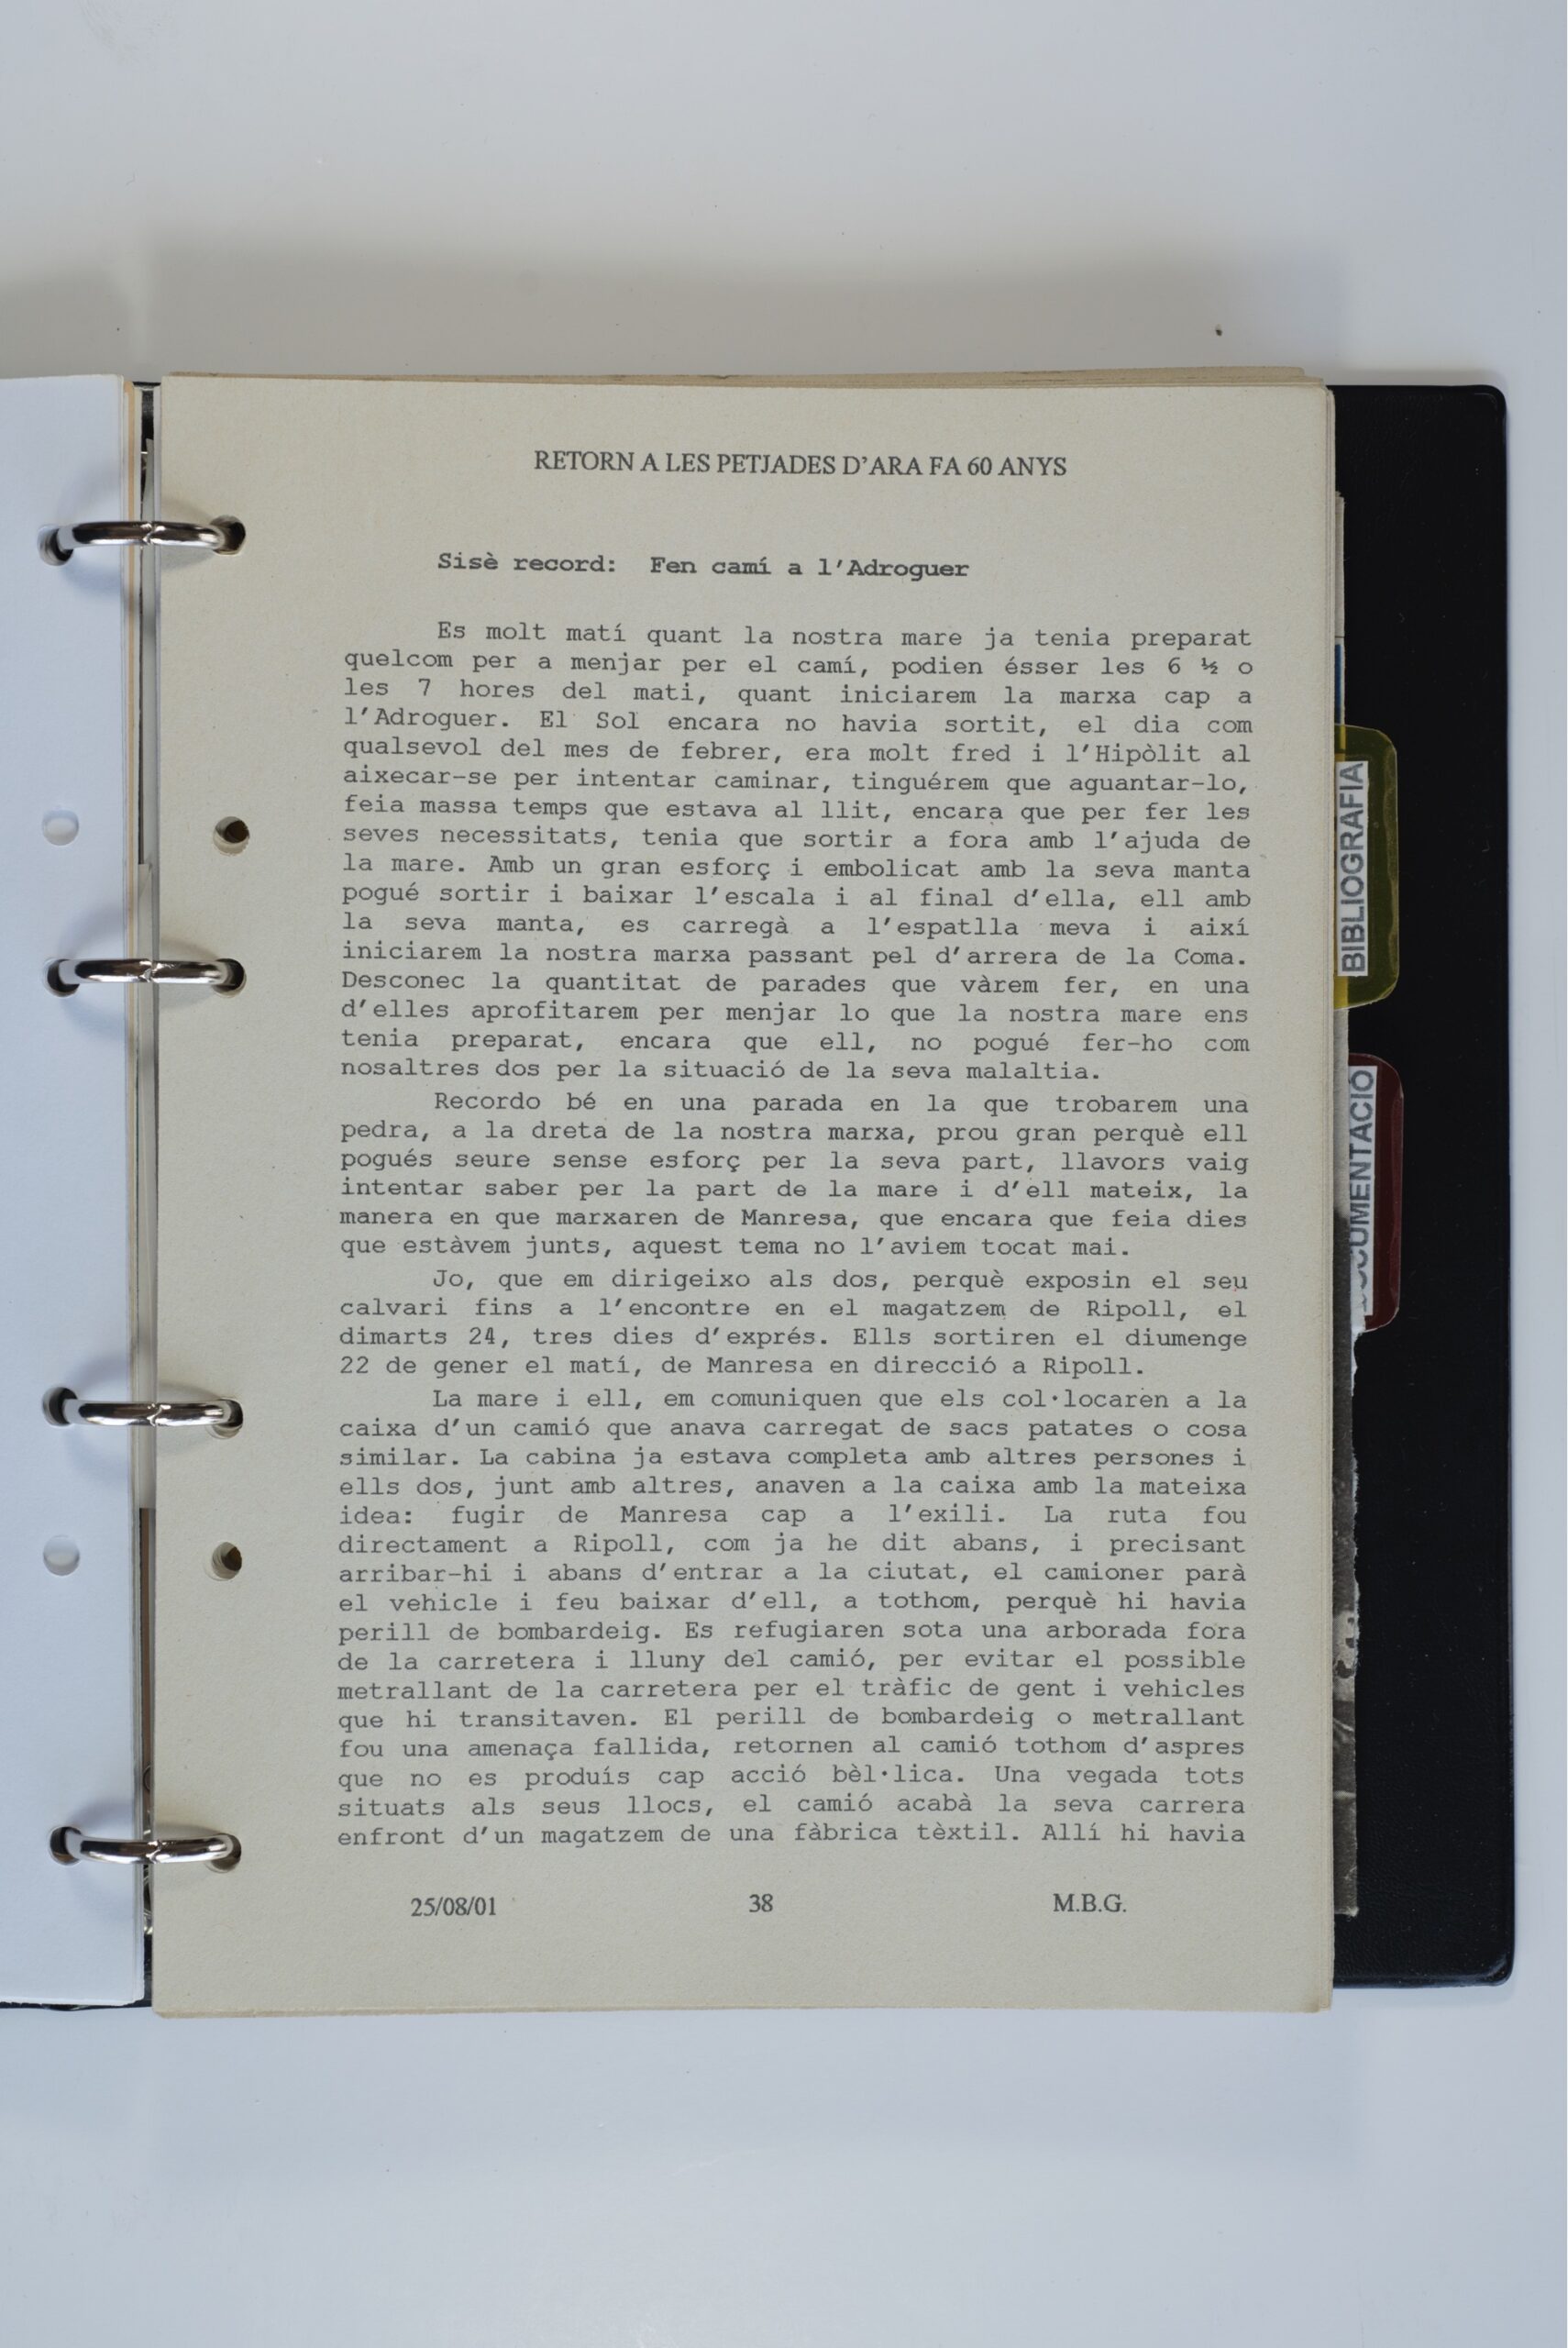 RETORN A LES PETJADES D'ARA FA 60 ANYS
Sisè record: Fen camí a l'Adroguer
Es molt matí quant la nostra mare ja tenia preparat
quelcom per a menjar per el camí, podien ésser les 6 ½ o
les 7 hores del mati, quant iniciarem la marxa cap a
l'Adroguer. El Sol encara no havia sortit, el dia com
qualsevol del mes de febrer, era molt fred i l'Hipòlit al
aixecar-se per intentar caminar, tinguérem que aguantar-lo,
feia massa temps que estava al llit, encara que per fer les
seves necessitats, tenia que sortir a fora amb l'ajuda de
la mare. Amb un gran esforç i embolicat amb la seva manta
pogué sortir i baixar l'escala i al final d'ella, ell amb
la seva manta, es carregà a l'espatlla meva i així
iniciarem la nostra marxa passant pel d'arrera de la Coma.
Desconec la quantitat de parades que vàrem fer, en una
d'elles aprofitarem per menjar lo que la nostra mare ens
tenia preparat, encara que ell, no pogué fer-ho com
nosaltres dos per la situació de la seva malaltia.
Recordo bé en una parada en la que trobarem una
pedra, a la dreta de la nostra marxa, prou gran perquè ell
pogués seure sense esforç per la seva part, llavors vaig
intentar saber per la part de la mare i d'ell mateix, la
manera en que marxaren de Manresa, que encara que feia dies
que estàvem junts, aquest tema no l'aviem tocat mai.
Jo, que em dirigeixo als dos, perquè exposin el seu
calvari fins a l'encontre en el magatzem de Ripoll, el
dimarts 24, tres dies d'exprés. Ells sortiren el diumenge
22 de gener el matí, de Manresa en direcció a Ripoll.
La mare i ell, em comuniquen que els col·locaren a la
caixa d'un camió que anava carregat de sacs patates o cosa
similar. La cabina ja estava completa amb altres persones i
ells dos, junt amb altres, anaven a la caixa amb la mateixa
idea: fugir de Manresa cap a l'exili. La ruta fou
directament a Ripoll, com ja he dit abans, i precisant
arribar-hi i abans d'entrar a la ciutat, el camioner parà
el vehicle i feu baixar d'ell, a tothom, perquè hi havia
perill de bombardeig. Es refugiaren sota una arborada fora
de la carretera i lluny del camió, per evitar el possible
metrallant de la carretera per el tràfic de gent i vehicles
que hi transitaven. El perill de bombardeig o metrallant
fou una amenaça fallida, retornen al camió tothom d'aspres
que no es produís cap acció bèl·lica. Una vegada tots
situats als seus llocs, el camió acabà la seva carrera
enfront d'un magatzem de una fàbrica tèxtil. Allí hi havia
25/08/01 38 M.B.G.
BIBLIOGRAFIA
DOCUMENTACIÓ